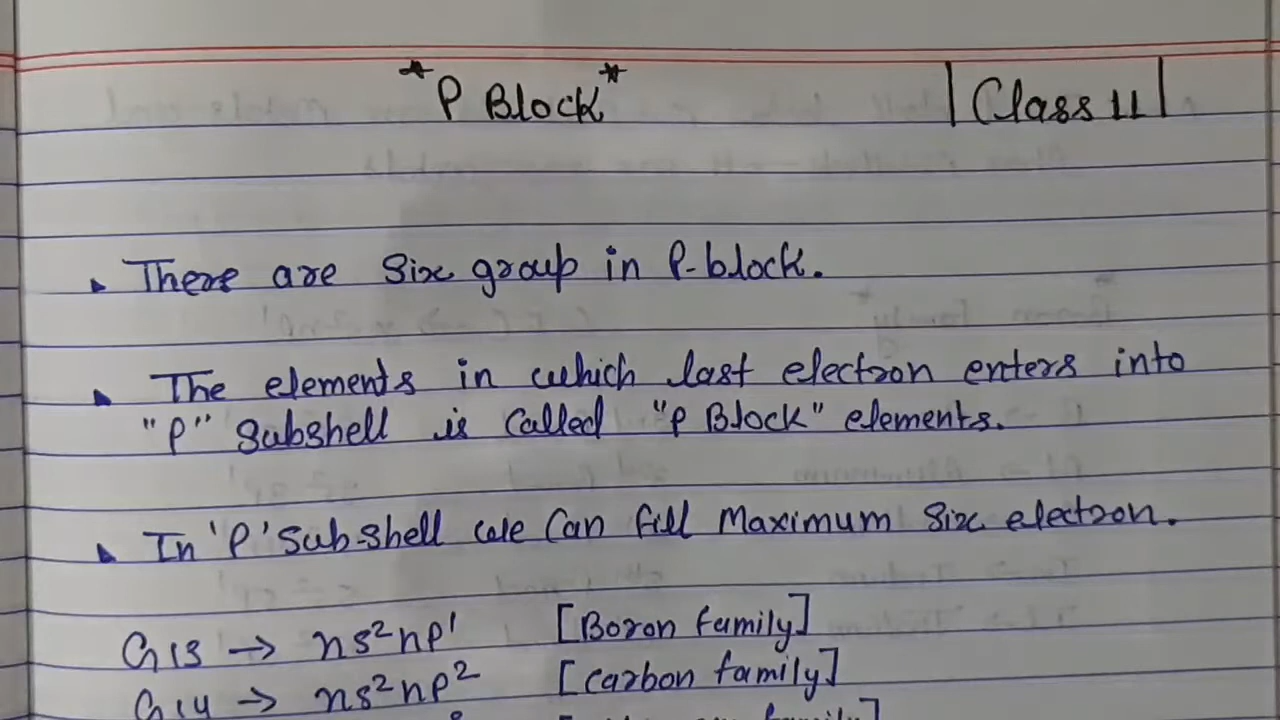 *P Block*
|Class 11|
There are six group in P-block.
The elements in which last electron enters into
"P" subshell is called "P Block" elements.
In 'P' sub-shell we can fill maximum six electron.
G13 → ns²np¹ [Boron family]
G14 → ns²np² [carbon family]
family]